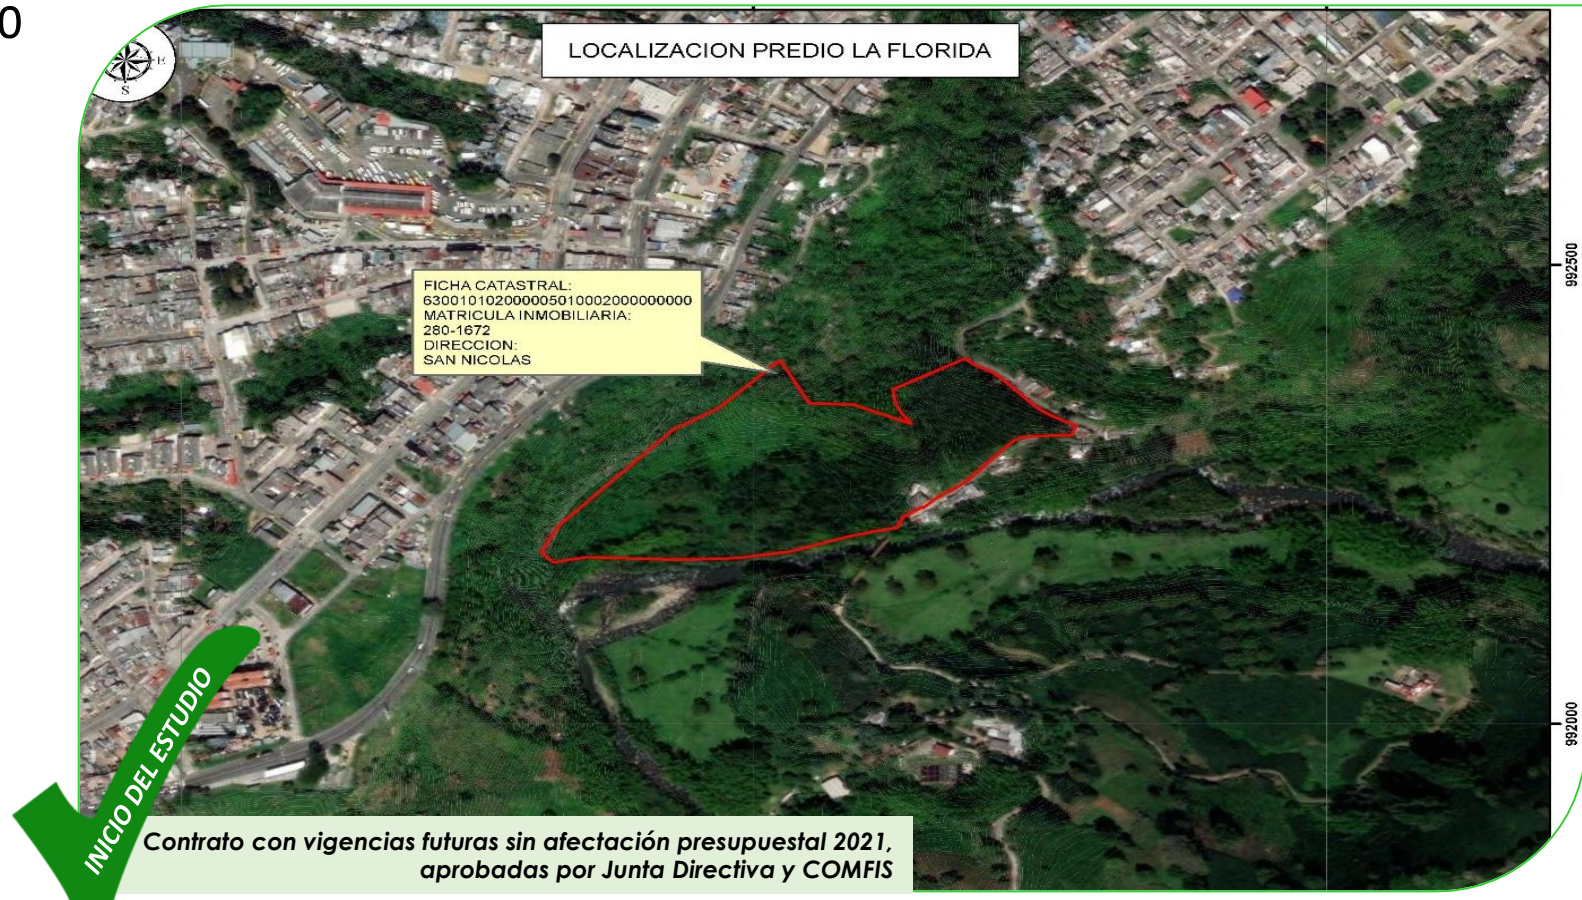 0
LOCALIZACION PREDIO LA FLORIDA
E
S
FICHA CATASTRAL:
630010102000005010002000000000
MATRICULA INMOBILIARIA:
280-1672
DIRECCION:
SAN NICOLAS
992500
992000
INICIO DEL ESTUDIO
Contrato con vigencias futuras sin afectación presupuestal 2021,
aprobadas por Junta Directiva y COMFIS